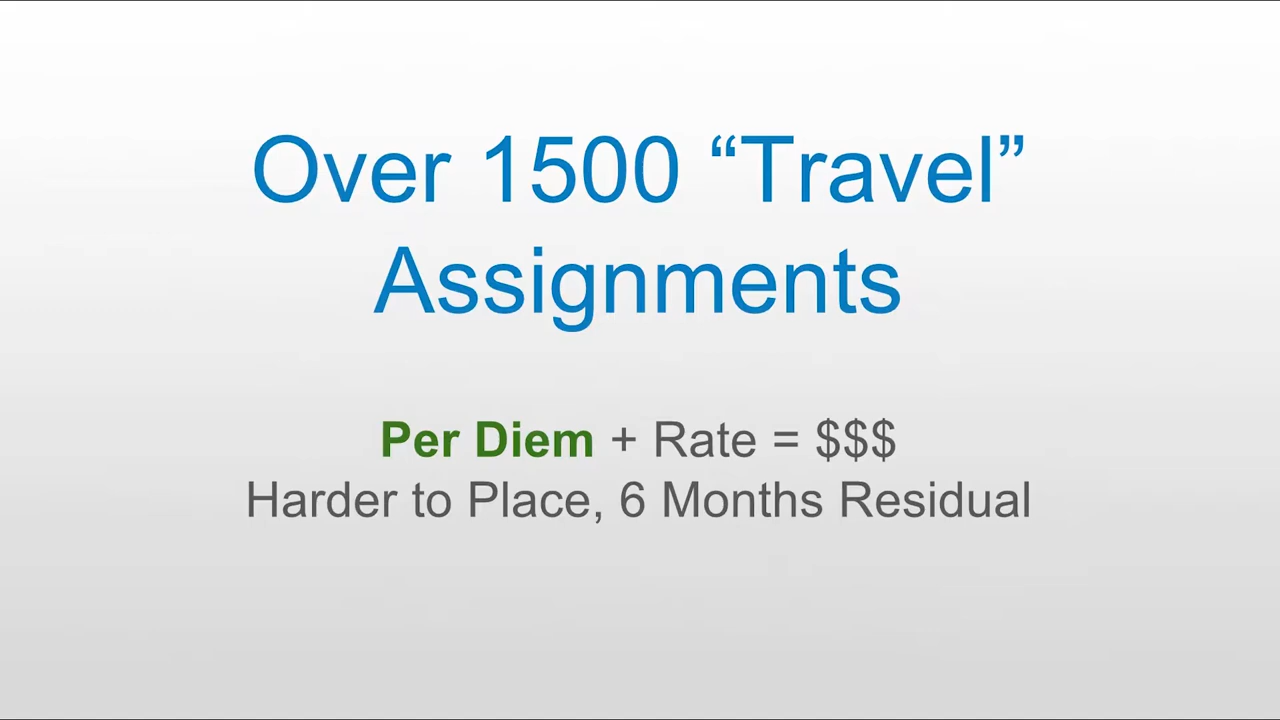 Over 1500 “Travel”
Assignments
Per Diem + Rate = $$$
Harder to Place, 6 Months Residual